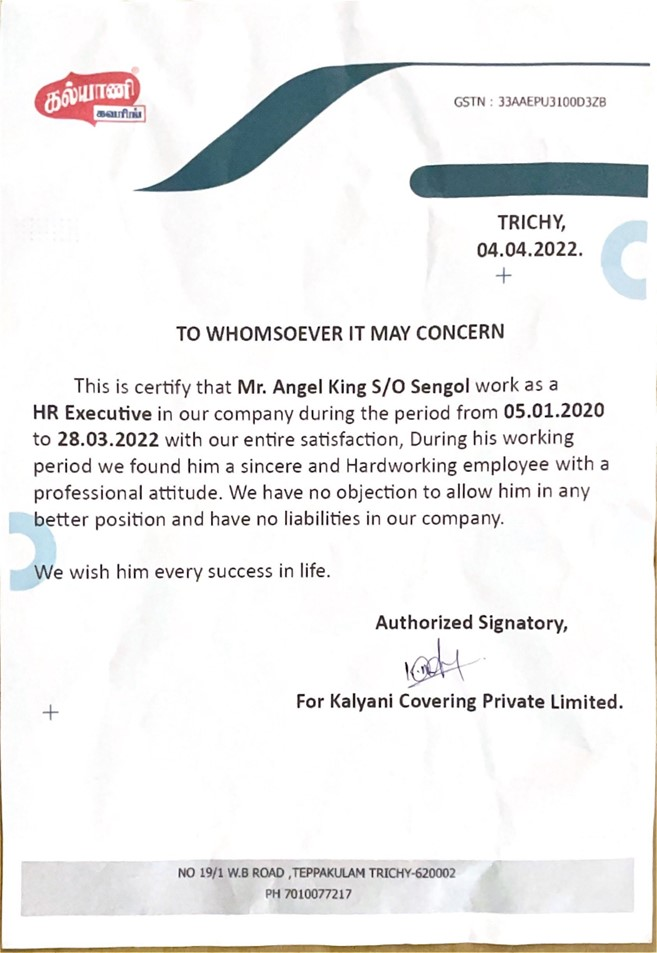 கல்யாணி
கவரிங்
GSTN : 33AAEPU3100D3ZB
TRICHY,
04.04.2022.
TO WHOMSOEVER IT MAY CONCERN
This is certify that Mr. Angel King S/O Sengol work as a
HR Executive in our company during the period from 05.01.2020
to 28.03.2022 with our entire satisfaction, During his working
period we found him a sincere and Hardworking employee with a
professional attitude. We have no objection to allow him in any
better position and have no liabilities in our company.
We wish him every success in life.
Authorized Signatory,
For Kalyani Covering Private Limited.
NO 19/1 W.B ROAD ,TEPPAKULAM TRICHY-620002
PH 7010077217